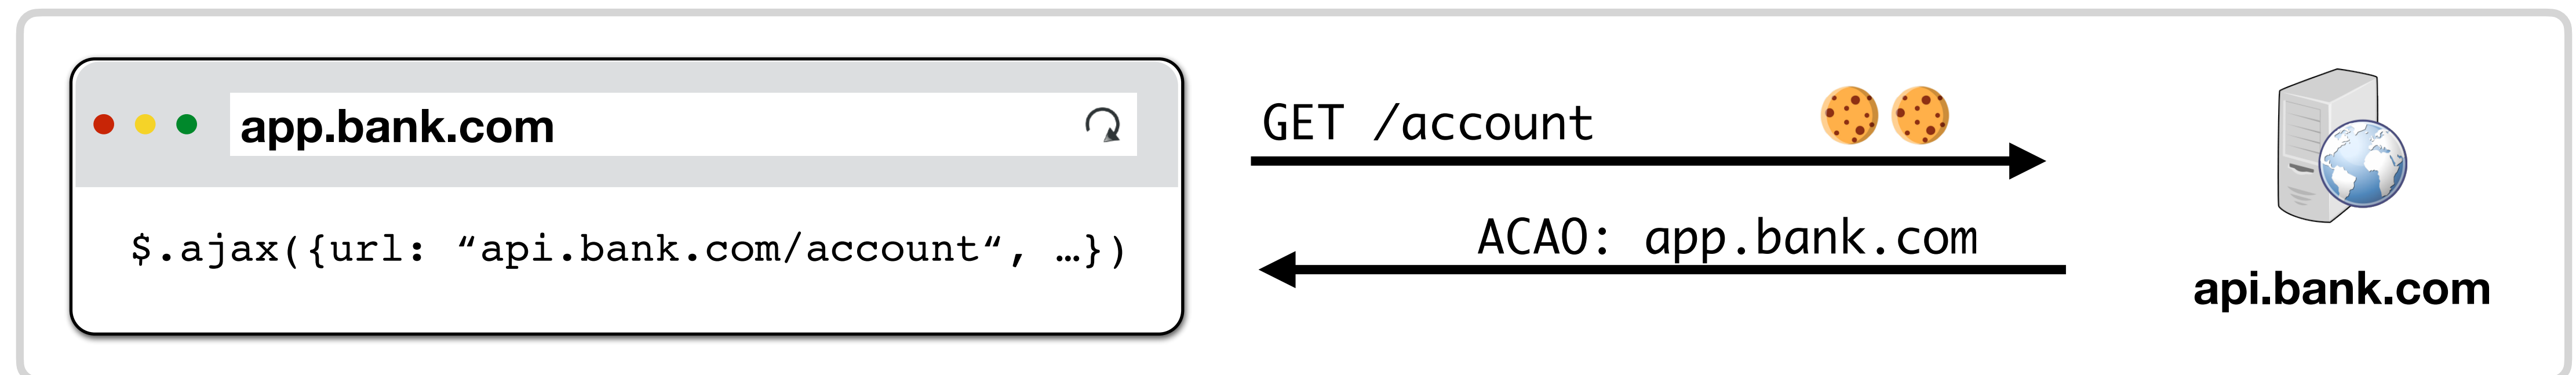 app.bank.com
$.ajax({url: “api.bank.com/account“, …})
GET /account
ACAO: app.bank.com
api.bank.com